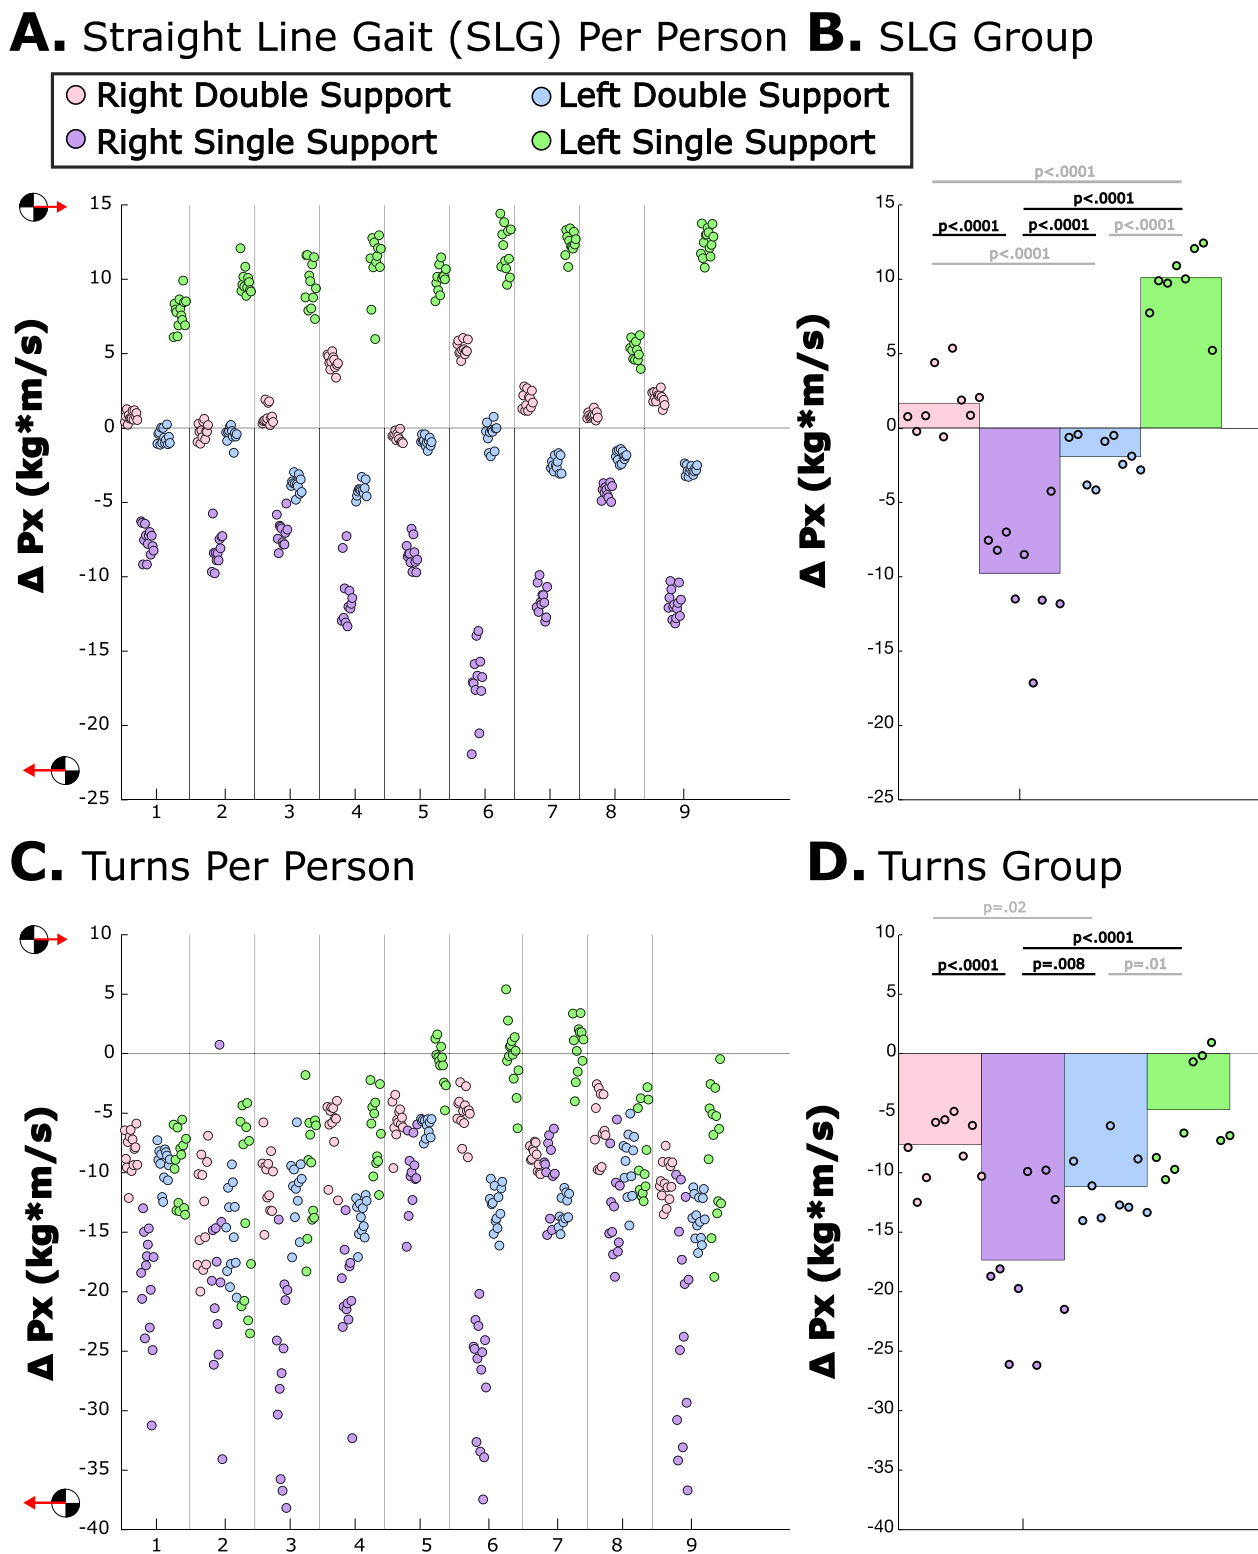 A. Straight Line Gait (SLG) Per Person
B. SLG Group
Right Double Support
Left Double Support
Right Single Support
Left Single Support
p<.0001
p<.0001
p<.0001
p<.0001
p<.0001
p<.0001
Δ Px (kg*m/s)
15
10
5
0
-5
-10
-15
-20
-25
1 2 3 4 5 6 7 8 9
Δ Px (kg*m/s)
15
10
5
0
-5
-10
-15
-20
-25
C. Turns Per Person
D. Turns Group
p=.02
p<.0001
p<.0001
p=.008
p=.01
Δ Px (kg*m/s)
10
5
0
-5
-10
-15
-20
-25
-30
-35
-40
1 2 3 4 5 6 7 8 9
Δ Px (kg*m/s)
10
5
0
-5
-10
-15
-20
-25
-30
-35
-40